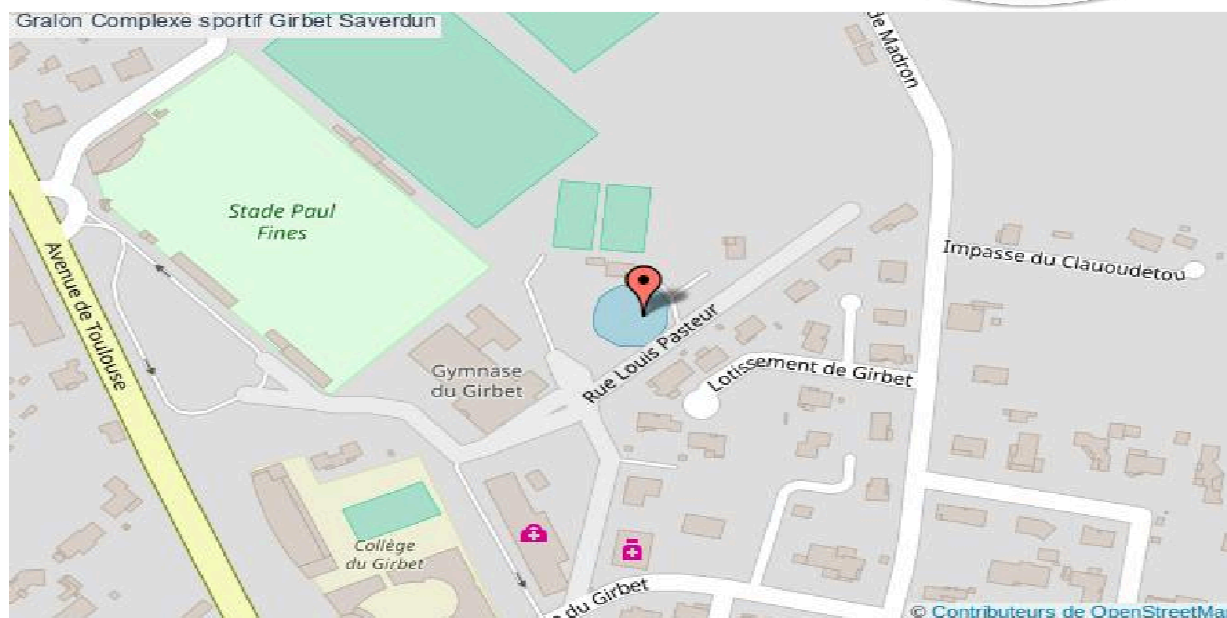 Gralon Complexe sportif Girbet Saverdun
de Madron
Stade Paul
Fines
Impasse du Clauoudetou
Avenue de Toulouse
Rue Louis Pasteur
Gymnase
du Girbet
Lotissement de Girbet
Collège
du Girbet
du Girbet
© Contributeurs de OpenStreetMa